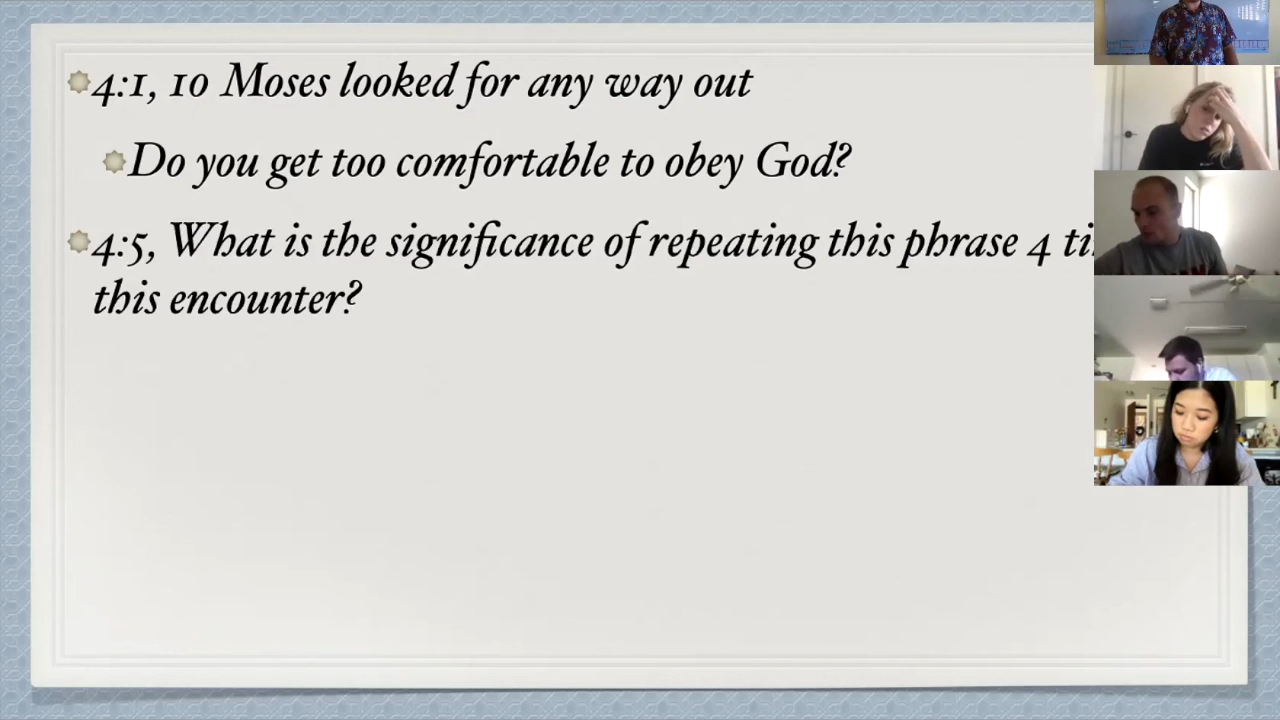 4:1, 10 Moses looked for any way out
Do you get too comfortable to obey God?
4:5, What is the significance of repeating this phrase 4
this encounter?